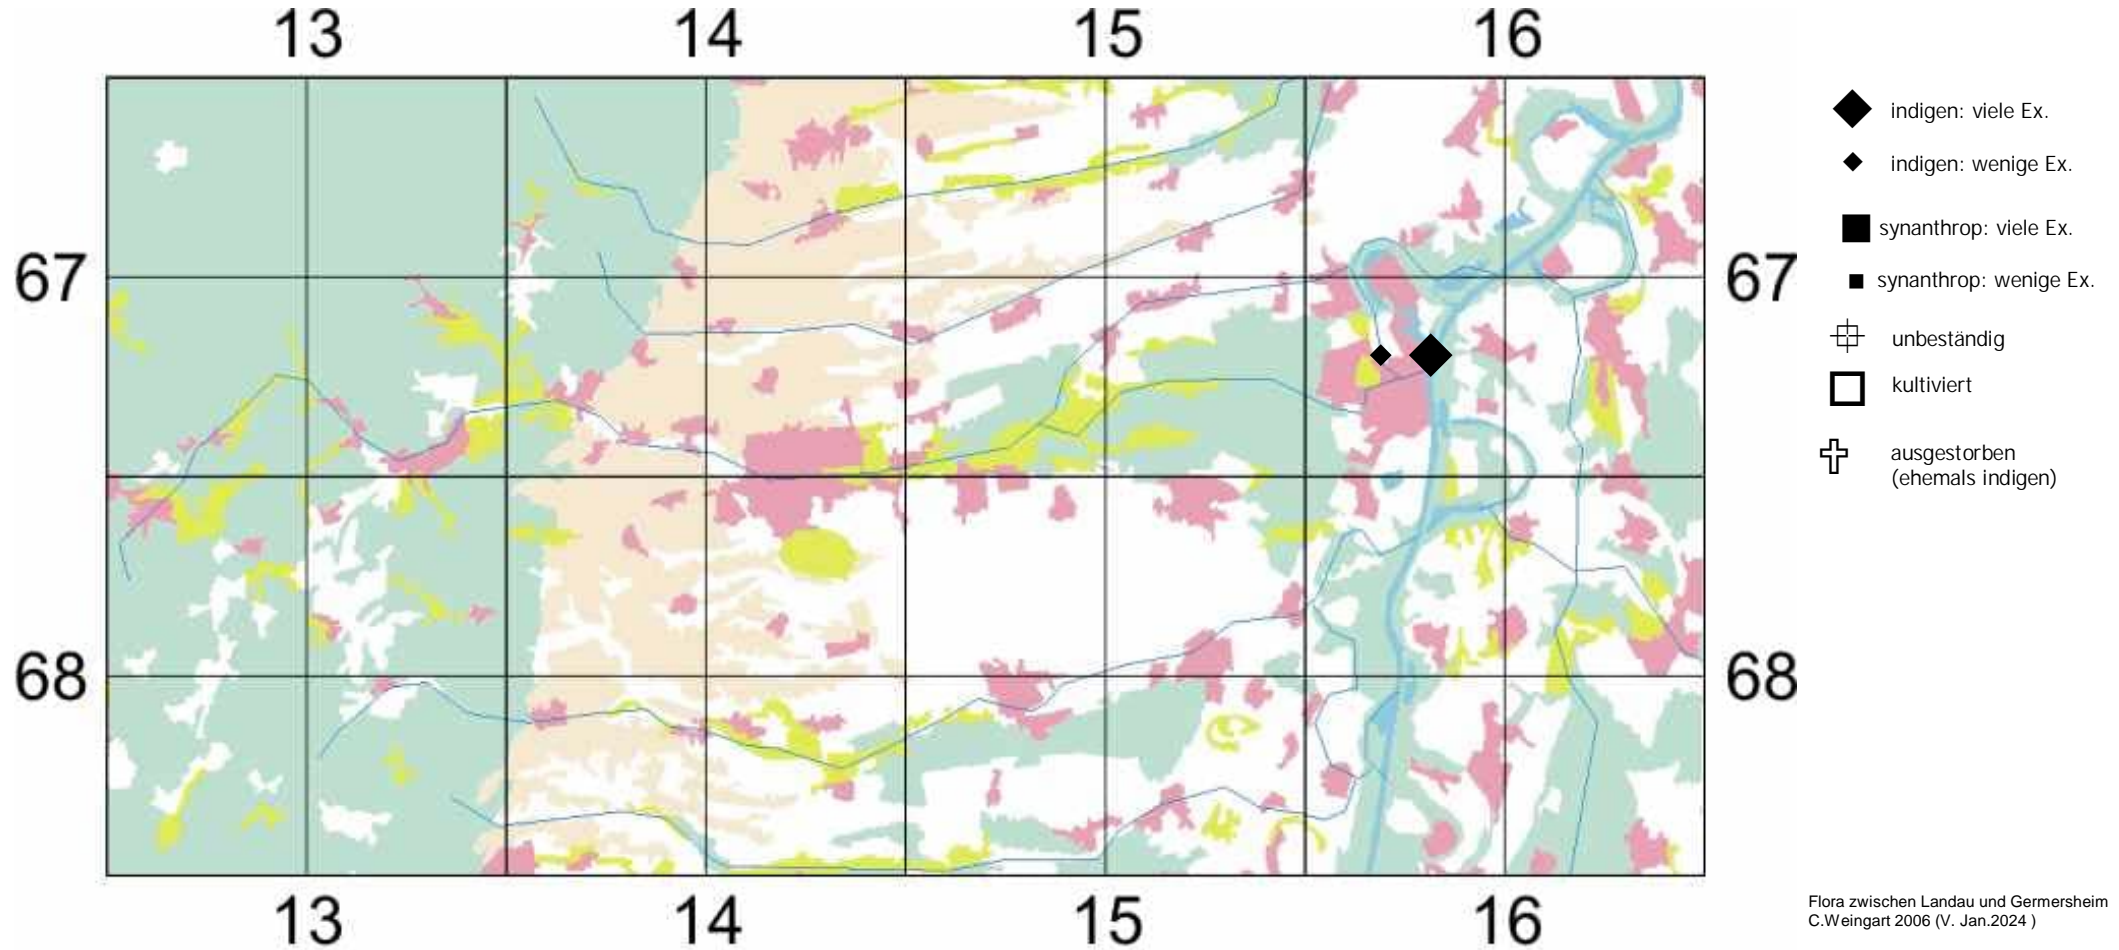 13 14 15 16
67 67
68 68
13 14 15 16
indigen: viele Ex.
indigen: wenige Ex.
synanthrop: viele Ex.
synanthrop: wenige Ex.
unbeständig
kultiviert
ausgestorben
(ehemals indigen)
Flora zwischen Landau und Germersheim
C.Weingart 2006 (V. Jan.2024 )